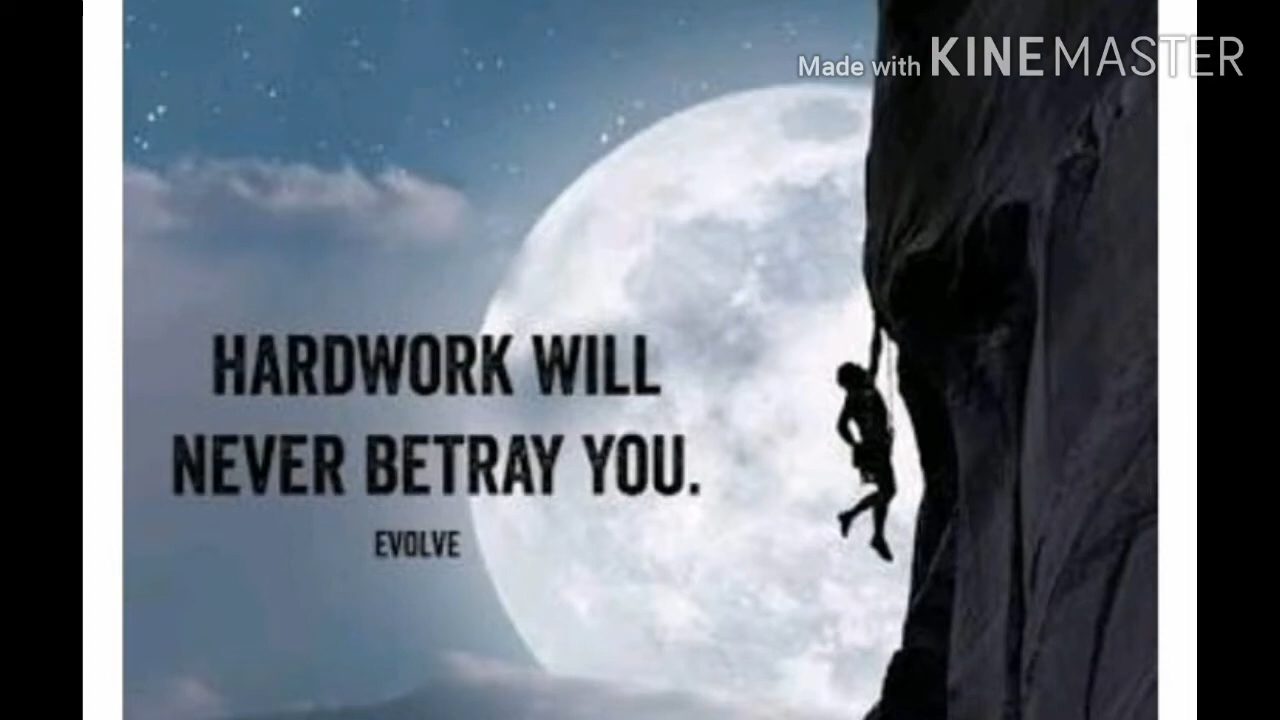 Made with KINEMASTER
HARDWORK WILL
NEVER BETRAY YOU.
EVOLVE